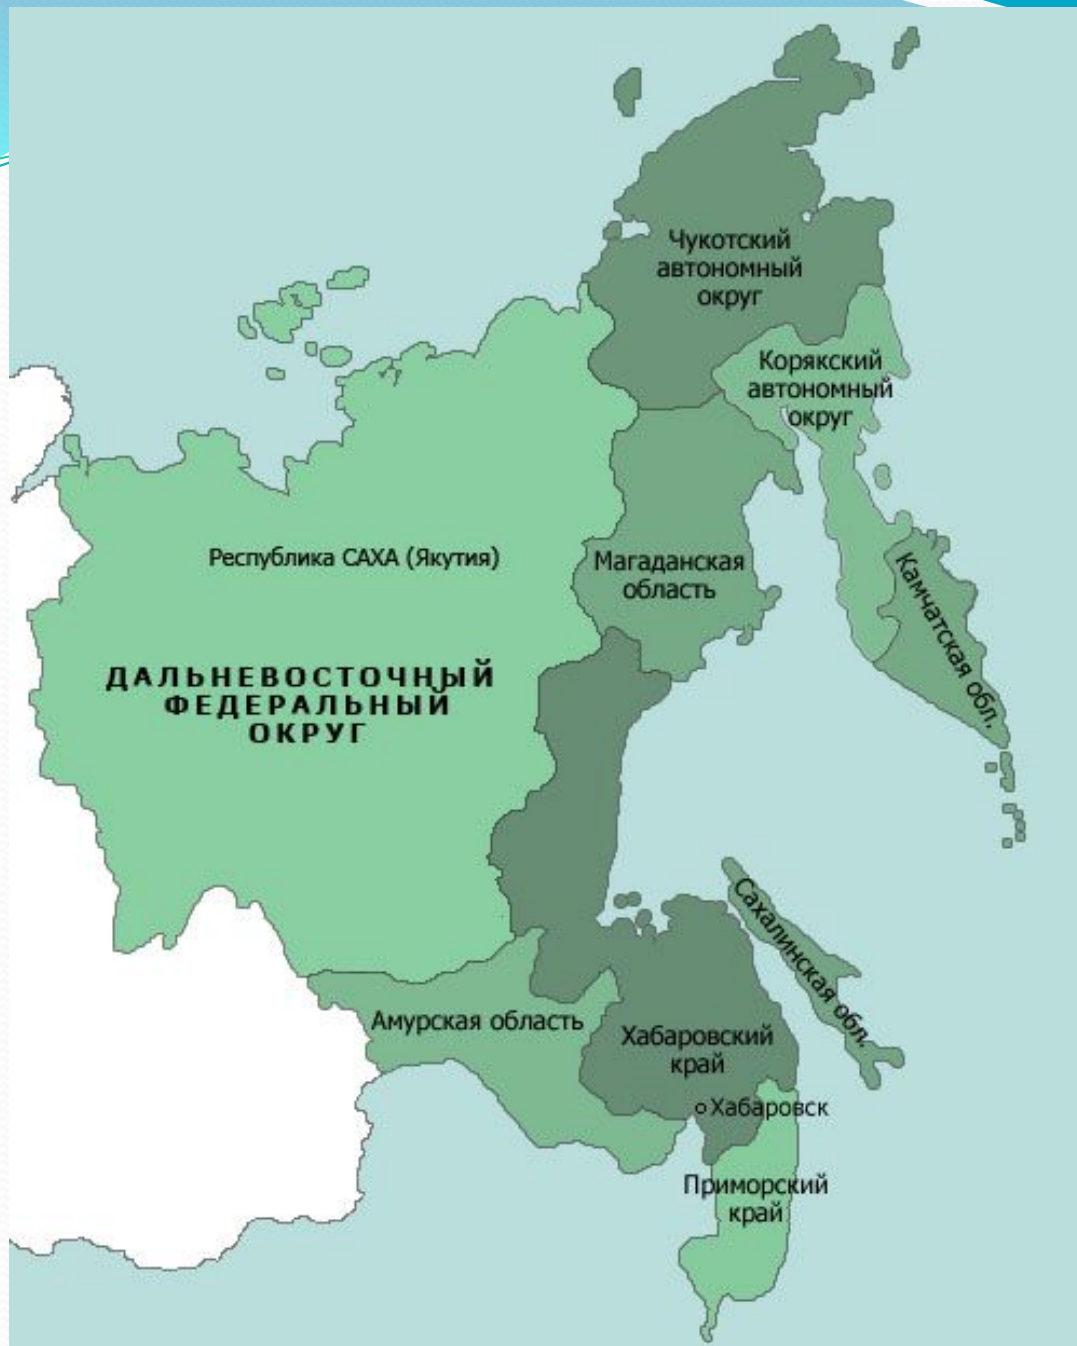 Чукотский
автономный
округ
Корякский
автономный
округ
Республика САХА (Якутия)
Магаданская
область
Камчатская обл.
ДАЛЬНЕВОСТОЧНЫЙ
ФЕДЕРАЛЬНЫЙ
ОКРУГ
Сахалинская обл.
Амурская область
Хабаровский
край
Хабаровск
Приморский
край